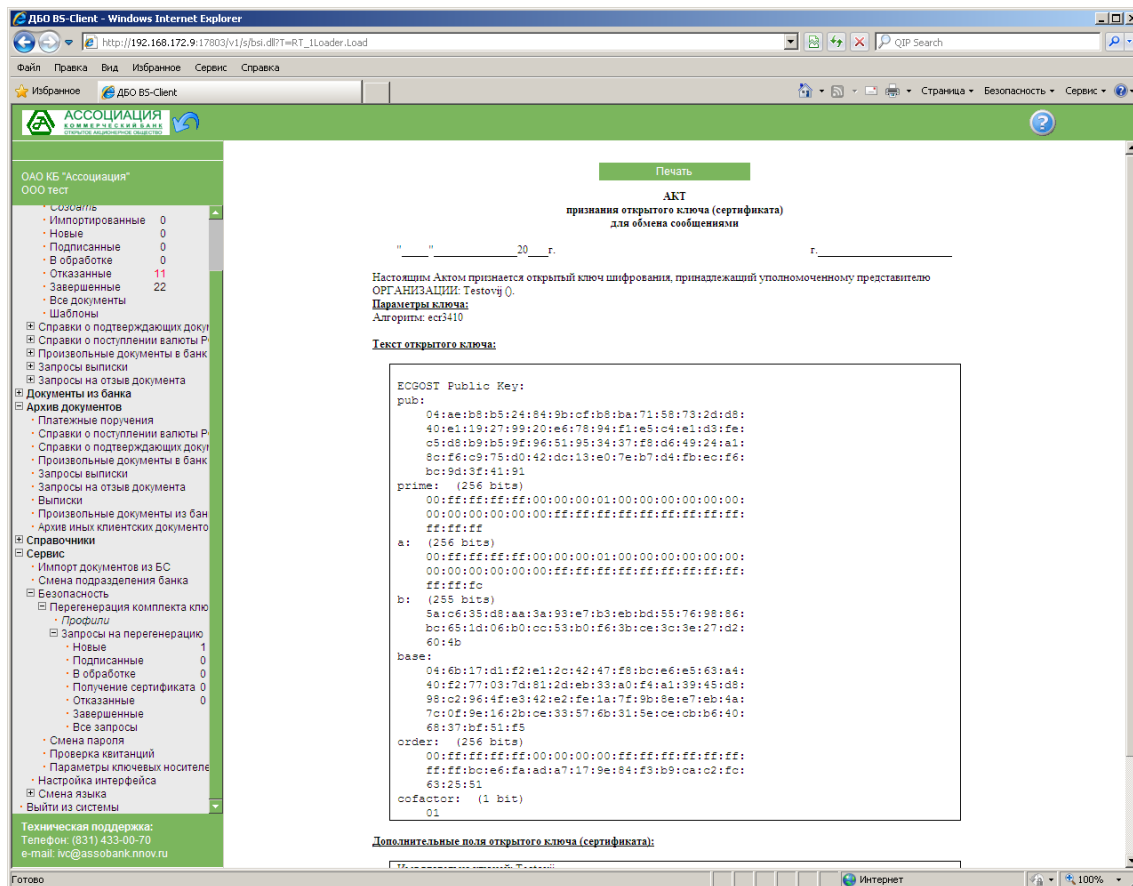 ДБО BS-Client - Windows Internet Explorer
http://192.168.172.9:17803/v1/s/bsi.dll?T=RT_1Loader.Load
QIP Search
Файл Правка Вид Избранное Сервис Справка
Избранное
ДБО BS-Client
Страница
Безопасность
Сервис
АССОЦИАЦИЯ
КОММЕРЧЕСКИЙ БАНК
ОТКРЫТОЕ АКЦИОНЕРНОЕ ОБЩЕСТВО
ОАО КБ "Ассоциация"
ООО тест
Создать
Импортированные 0
Новые 0
Подписанные 0
В обработке 0
Отказанные 11
Завершенные 22
Все документы
Шаблоны
Справки о подтверждающих докум
Справки о поступлении валюты Р
Произвольные документы в банк
Запросы выписки
Запросы на отзыв документа
Документы из банка
Архив документов
Платежные поручения
Справки о поступлении валюты Р
Справки о подтверждающих докум
Произвольные документы в банк
Запросы выписки
Запросы на отзыв документа
Выписки
Произвольные документы из бан
Архив иных клиентских документо
Справочники
Сервис
Импорт документов из БС
Смена подразделения банка
Безопасность
Перегенерация комплекта клю
Профили
Запросы на перегенерацию
Новые 1
Подписанные 0
В обработке 0
Получение сертификата 0
Отказанные 0
Завершенные
Все запросы
Смена пароля
Проверка квитанций
Параметры ключевых носителе
Настройка интерфейса
Смена языка
Выйти из системы
Техническая поддержка:
Телефон: (831) 433-00-70
e-mail: ivc@assobank.nnov.ru
Печать
АКТ
признания открытого ключа (сертификата)
для обмена сообщениями
"_____"_______________20____г. г.________________________
Настоящим Актом признается открытый ключ шифрования, принадлежащий уполномоченному представителю
ОРГАНИЗАЦИИ: Testovij ().
Параметры ключа:
Алгоритм: ecr3410
Текст открытого ключа:
ECGOST Public Key:
pub:
04:ae:b8:b5:24:84:9b:cf:b8:ba:71:58:73:2d:d8:
40:e1:19:27:99:20:e6:78:94:f1:e5:c4:e1:d3:fe:
c5:d8:b9:b5:9f:96:51:95:34:37:f8:d6:49:24:a1:
8c:f6:c9:75:d0:42:dc:13:e0:7e:b7:d4:fb:ec:f6:
bc:9d:3f:41:91
prime: (256 bits)
00:ff:ff:ff:ff:00:00:00:01:00:00:00:00:00:00:
00:00:00:00:00:00:ff:ff:ff:ff:ff:ff:ff:ff:ff:
ff:ff:ff
a: (256 bits)
00:ff:ff:ff:ff:00:00:00:01:00:00:00:00:00:00:
00:00:00:00:00:00:ff:ff:ff:ff:ff:ff:ff:ff:ff:
ff:ff:fc
b: (255 bits)
5a:c6:35:d8:aa:3a:93:e7:b3:eb:bd:55:76:98:86:
bc:65:1d:06:b0:cc:53:b0:f6:3b:ce:3c:3e:27:d2:
60:4b
base:
04:6b:17:d1:f2:e1:2c:42:47:f8:bc:e6:e5:63:a4:
40:f2:77:03:7d:81:2d:eb:33:a0:f4:a1:39:45:d8:
98:c2:96:4f:e3:42:e2:fe:1a:7f:9b:8e:e7:eb:4a:
7c:0f:9e:16:2b:ce:33:57:6b:31:5e:ce:cb:b6:40:
68:37:bf:51:f5
order: (256 bits)
00:ff:ff:ff:ff:00:00:00:00:ff:ff:ff:ff:ff:ff:
ff:ff:bc:e6:fa:ad:a7:17:9e:84:f3:b9:ca:c2:fc:
63:25:51
cofactor: (1 bit)
01
Дополнительные поля открытого ключа (сертификата):
Готово
Интернет
100%